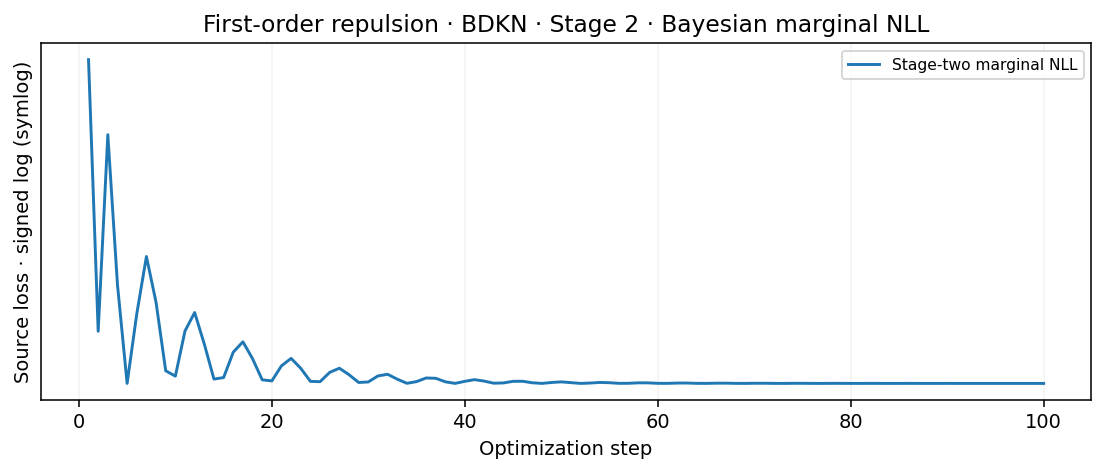 First-order repulsion · BDKN · Stage 2 · Bayesian marginal NLL
Stage-two marginal NLL
Source loss · signed log (symlog)
0 20 40 60 80 100
Optimization step